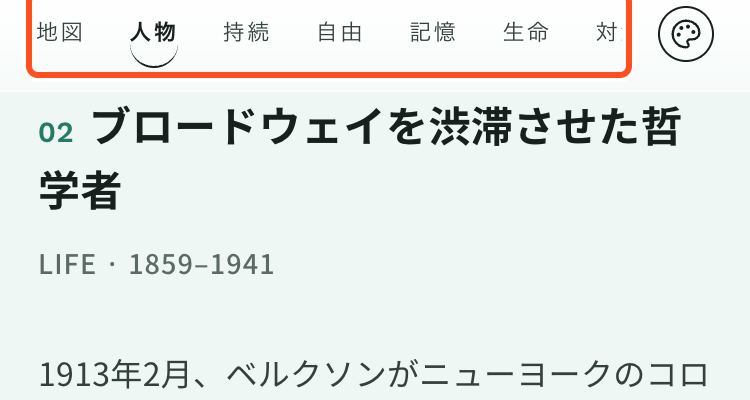 地図 人物 持続 自由 記憶 生命 対
02 ブロードウェイを渋滞させた哲
学者
LIFE · 1859–1941
1913年2月、ベルクソンがニューヨークのコロ